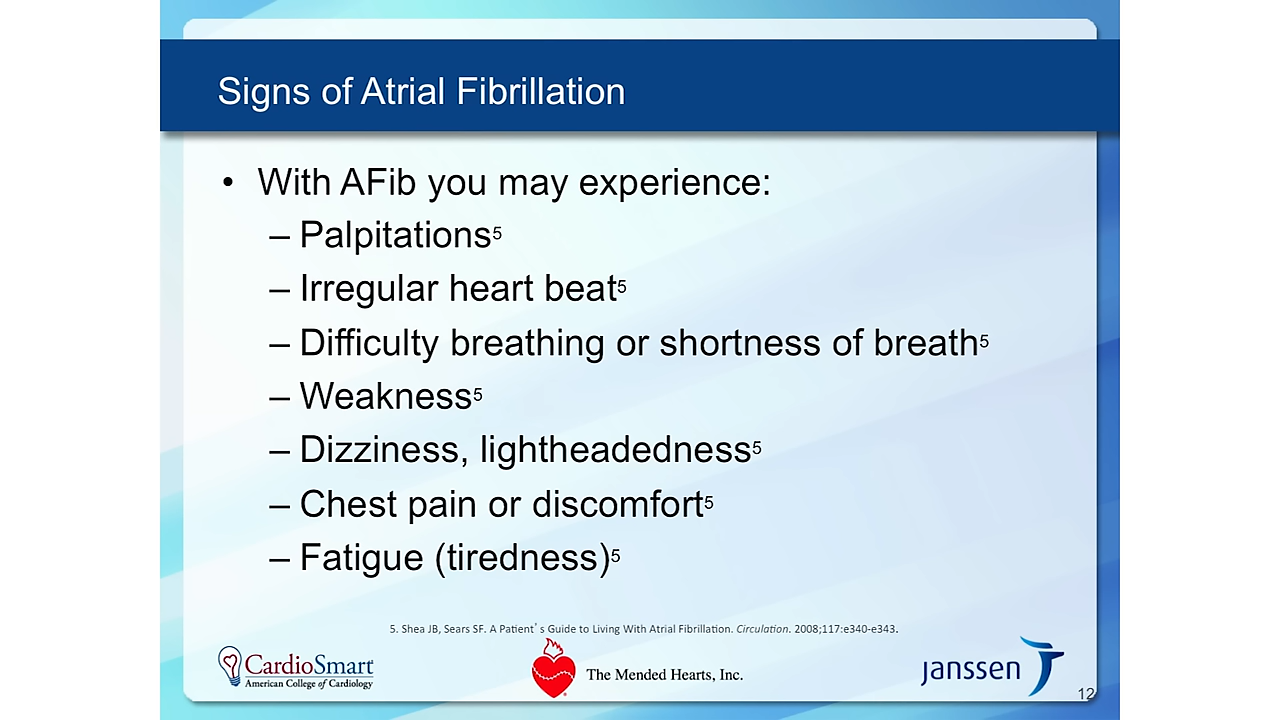 Signs of Atrial Fibrillation
• With AFib you may experience:
– Palpitations5
– Irregular heart beat5
– Difficulty breathing or shortness of breath5
– Weakness5
– Dizziness, lightheadedness5
– Chest pain or discomfort5
– Fatigue (tiredness)5
5. Shea JB, Sears SF. A Patient's Guide to Living With Atrial Fibrillation. Circulation. 2008;117:e340-e343.
CardioSmart
American College of Cardiology
The Mended Hearts, Inc.
janssen
12